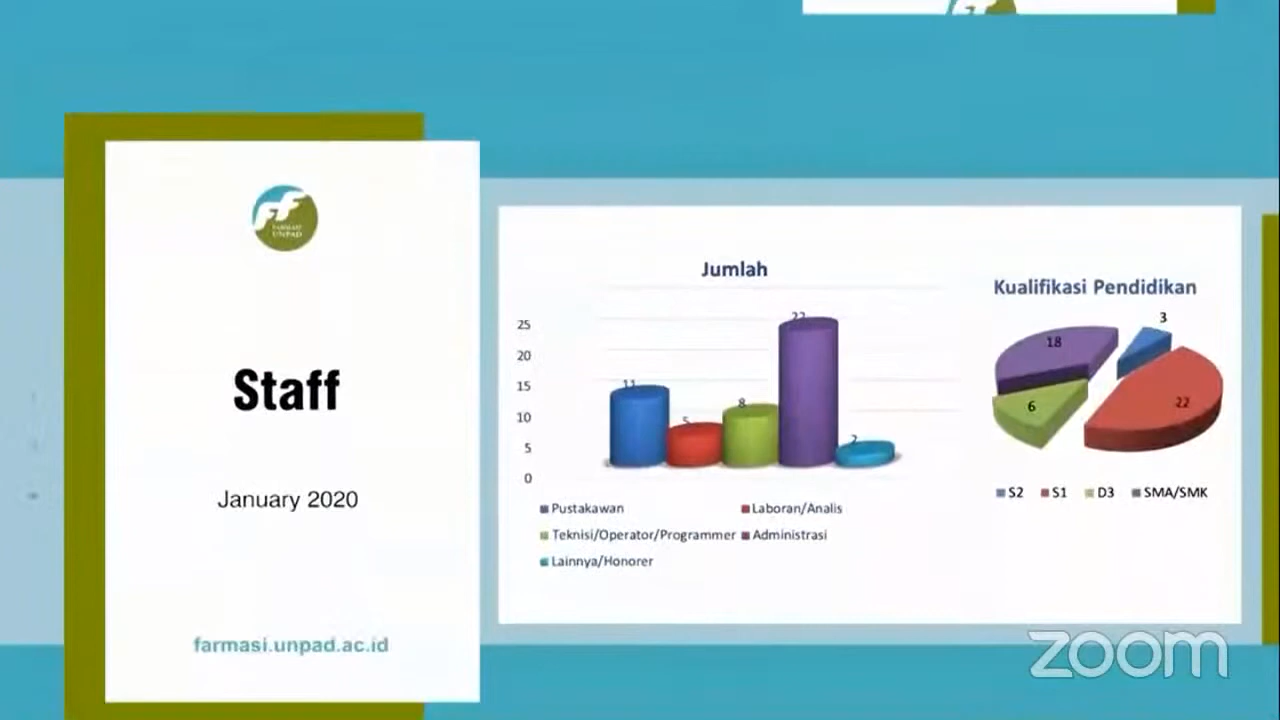 FARMASI
UNPAD
Staff
January 2020
farmasi.unpad.ac.id
Jumlah
25
20
15
10
5
0
11
5
8
22
2
Pustakawan
Laboran/Analis
Teknisi/Operator/Programmer
Administrasi
Lainnya/Honorer
Kualifikasi Pendidikan
3
18
22
6
S2 S1 D3 SMA/SMK
zoom